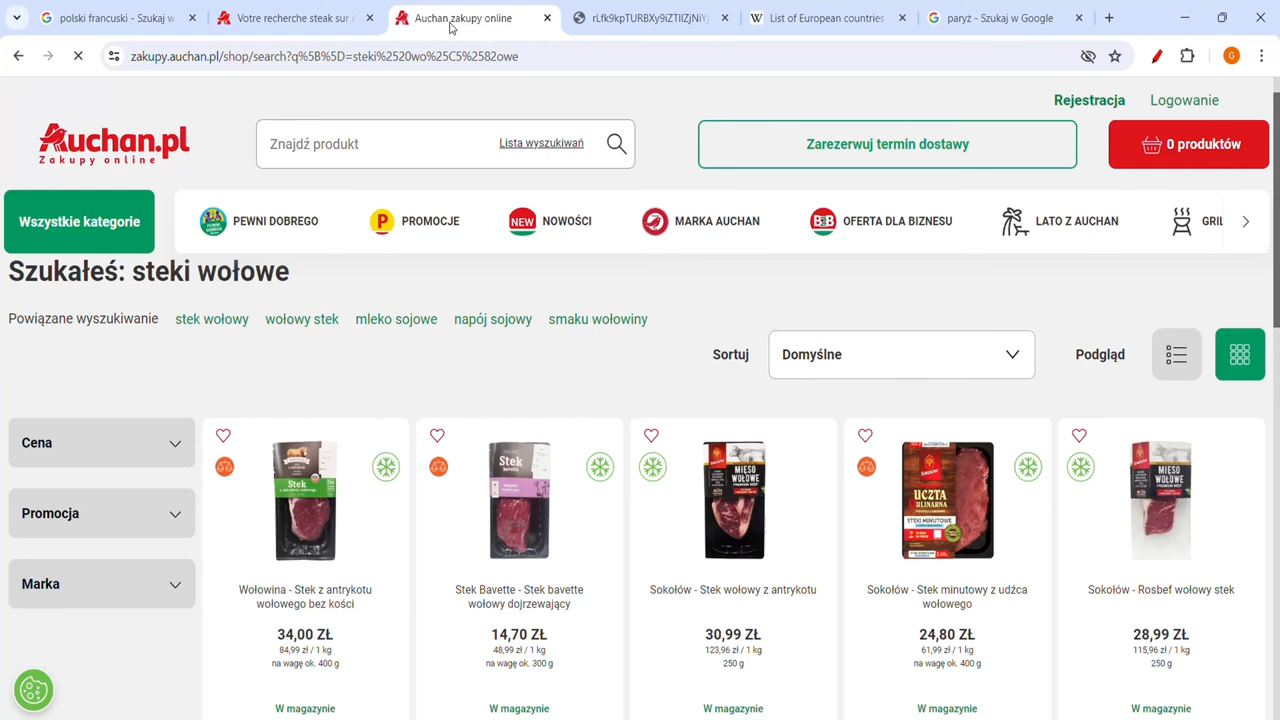 polski francuski - Szukaj w
Votre recherche steak sur
Auchan zakupy online
List of European countries
paryż - Szukaj w Google
zakupy.auchan.pl/shop/search?q%5B%5D=steki%2520wo%25C5%2582owe
G
Rejestracja
Logowanie
Auchan.pl
Zakupy online
Znajdź produkt
Lista wyszukiwań
Zarezerwuj termin dostawy
0 produktów
Wszystkie kategorie
PEWNI DOBREGO
P
PROMOCJE
NEW
NOWOŚCI
MARKA AUCHAN
B2B
OFERTA DLA BIZNESU
LATO Z AUCHAN
GRIL
Szukałeś: steki wołowe
Powiązane wyszukiwanie
stek wołowy
wołowy stek
mleko sojowe
napój sojowy
smaku wołowiny
Sortuj
Domyślne
Podgląd
Cena
Promocja
Marka
Stek
Stek
bavette
MIĘSO
WOŁOWE
UCZTA
KULINARNA
STEKI MINUTOWE
MIĘSO
WOŁOWE
Wołowina - Stek z antrykotu
wołowego bez kości
34,00 ZŁ
84,99 zł / 1 kg
na wagę ok. 400 g
W magazynie
Stek Bavette - Stek bavette
wołowy dojrzewający
14,70 ZŁ
48,99 zł / 1 kg
na wagę ok. 300 g
W magazynie
Sokołów - Stek wołowy z antrykotu
30,99 ZŁ
123,96 zł / 1 kg
250 g
W magazynie
Sokołów - Stek minutowy z udźca
wołowego
24,80 ZŁ
61,99 zł / 1 kg
na wagę ok. 400 g
W magazynie
Sokołów - Rosbef wołowy stek
28,99 ZŁ
115,96 zł / 1 kg
250 g
W magazynie